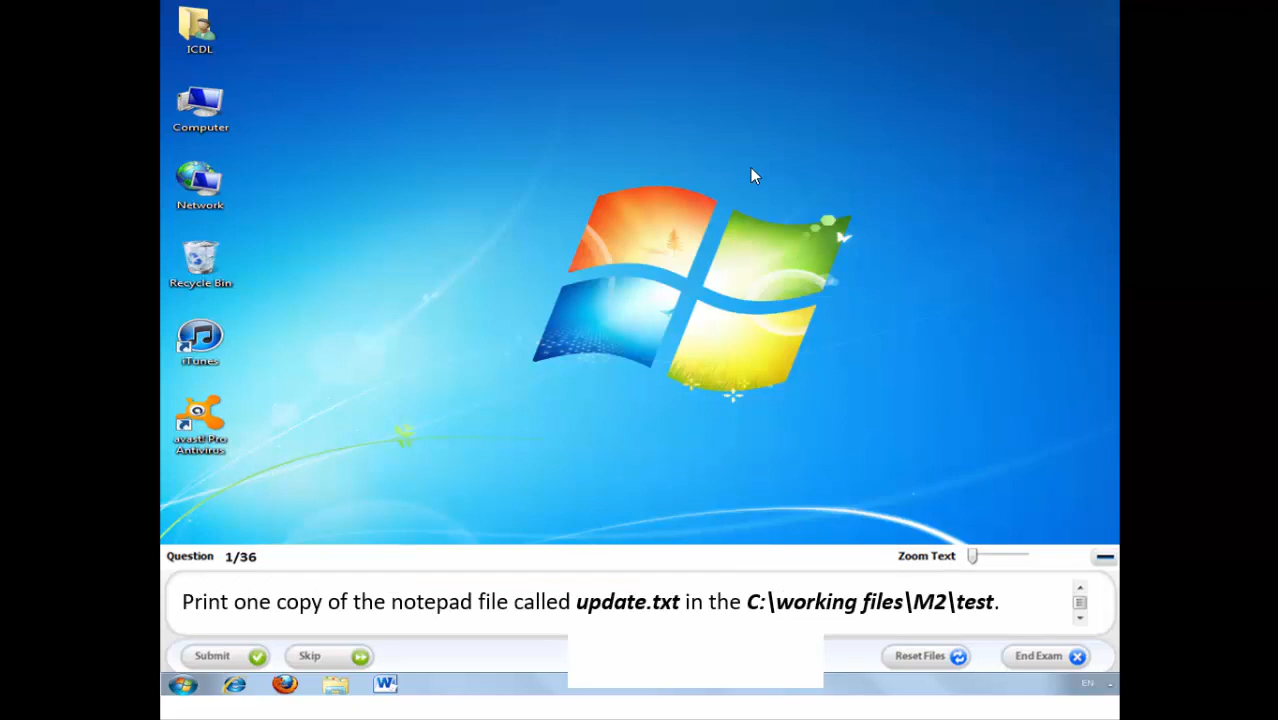 ICDL
Computer
Network
Recycle Bin
iTunes
avast! Pro
Antivirus
Question 1/36
Zoom Text
Print one copy of the notepad file called update.txt in the C:\working files\M2\test.
Submit
Skip
Reset Files
End Exam
EN